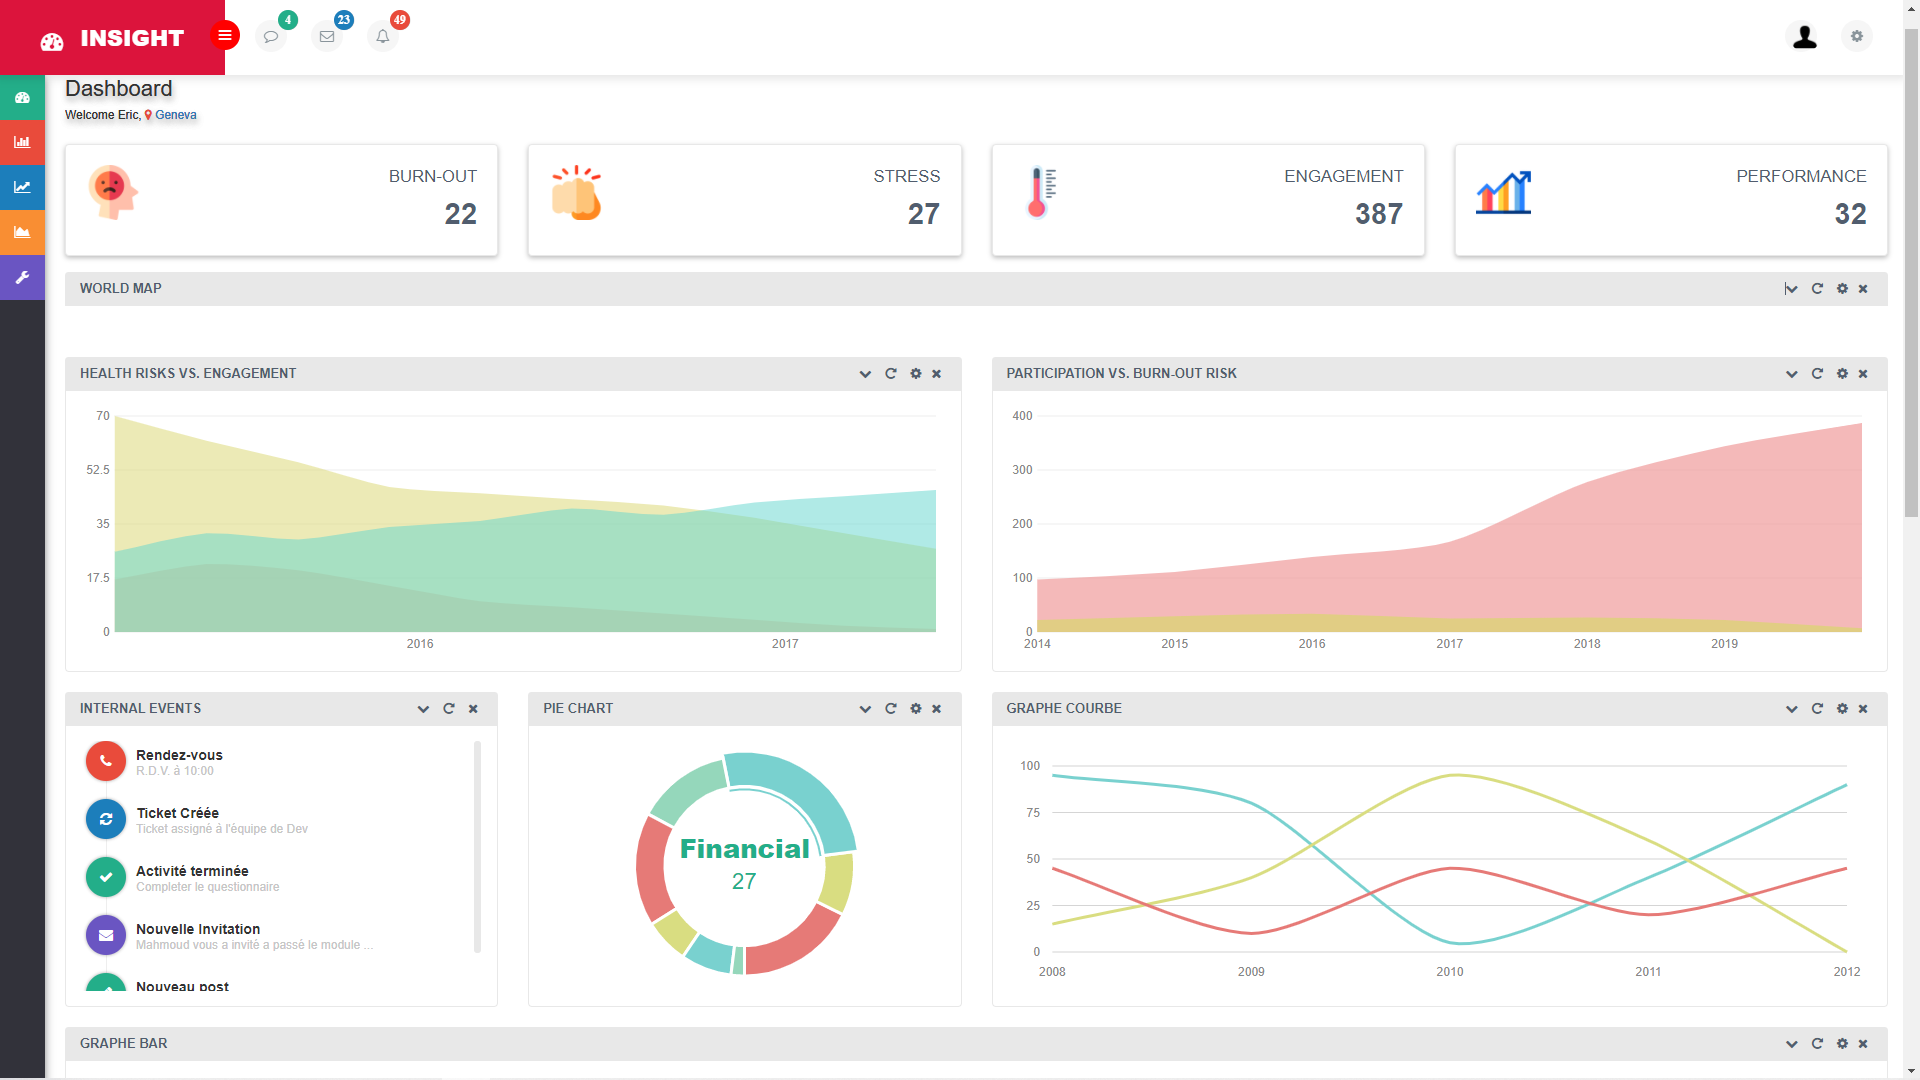 INSIGHT
4
23
49
Dashboard
Welcome Eric, Geneva
BURN-OUT
22
STRESS
27
ENGAGEMENT
387
PERFORMANCE
32
WORLD MAP
HEALTH RISKS VS. ENGAGEMENT
70
52.5
35
17.5
0
2016
2017
PARTICIPATION VS. BURN-OUT RISK
400
300
200
100
0
2014
2015
2016
2017
2018
2019
INTERNAL EVENTS
Rendez-vous
R.D.V. à 10:00
Ticket Créée
Ticket assigné à l'équipe de Dev
Activité terminée
Completer le questionnaire
Nouvelle Invitation
Mahmoud vous a invité a passé le module ...
Nouveau post
PIE CHART
Financial
27
GRAPHE COURBE
100
75
50
25
0
2008
2009
2010
2011
2012
GRAPHE BAR